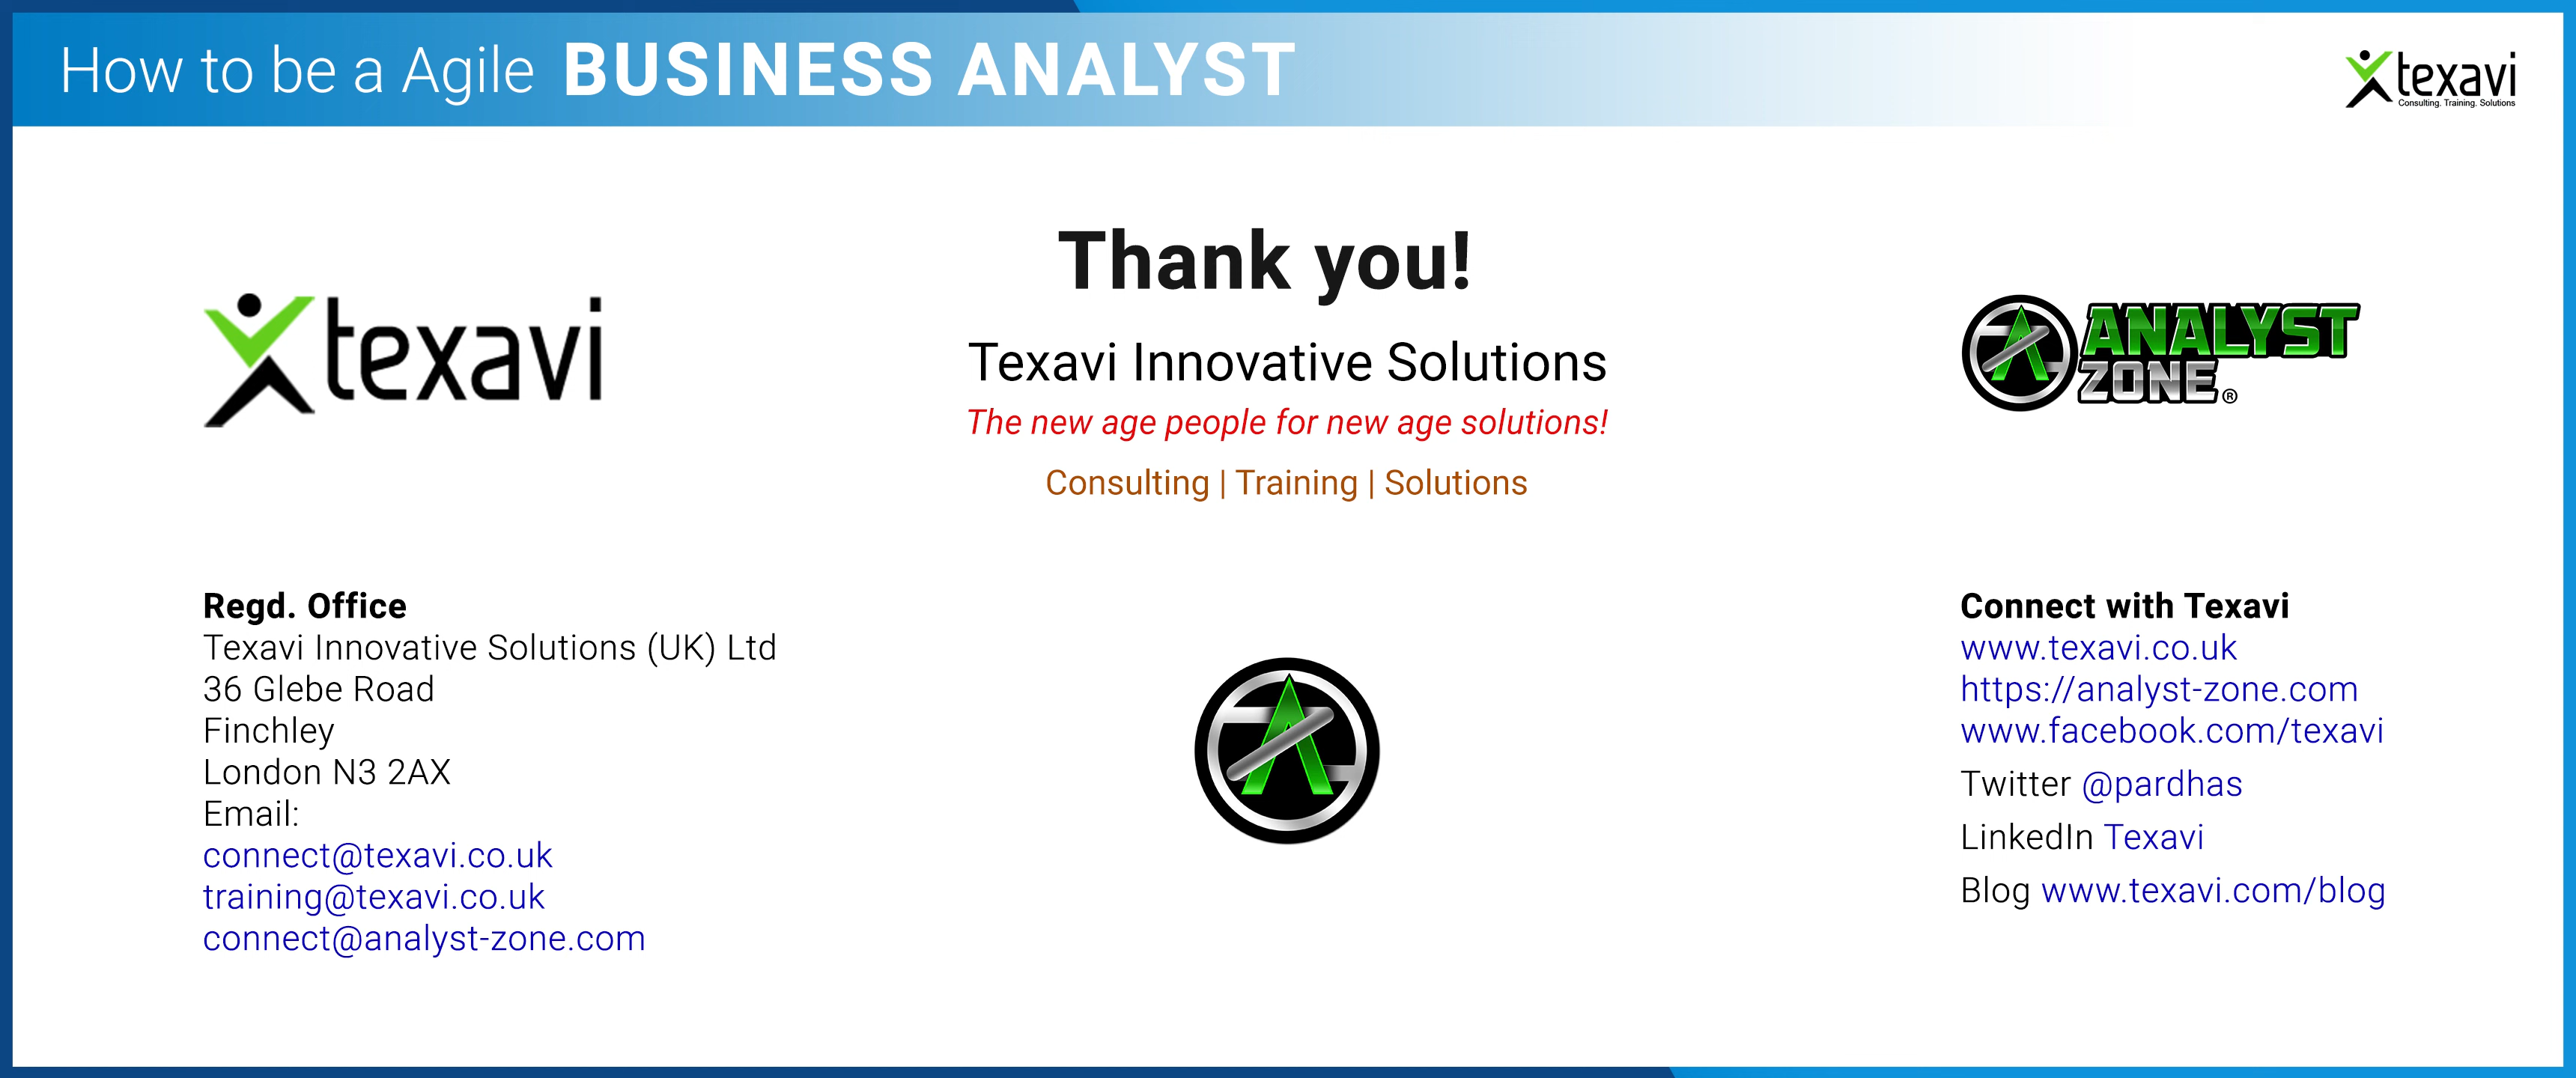 How to be a Agile BUSINESS ANALYST
texavi
Consulting. Training. Solutions
texavi
Thank you!
Texavi Innovative Solutions
The new age people for new age solutions!
Consulting | Training | Solutions
ANALYST
ZONE®
Regd. Office
Texavi Innovative Solutions (UK) Ltd
36 Glebe Road
Finchley
London N3 2AX
Email:
connect@texavi.co.uk
training@texavi.co.uk
connect@analyst-zone.com
Connect with Texavi
www.texavi.co.uk
https://analyst-zone.com
www.facebook.com/texavi
Twitter @pardhas
LinkedIn Texavi
Blog www.texavi.com/blog